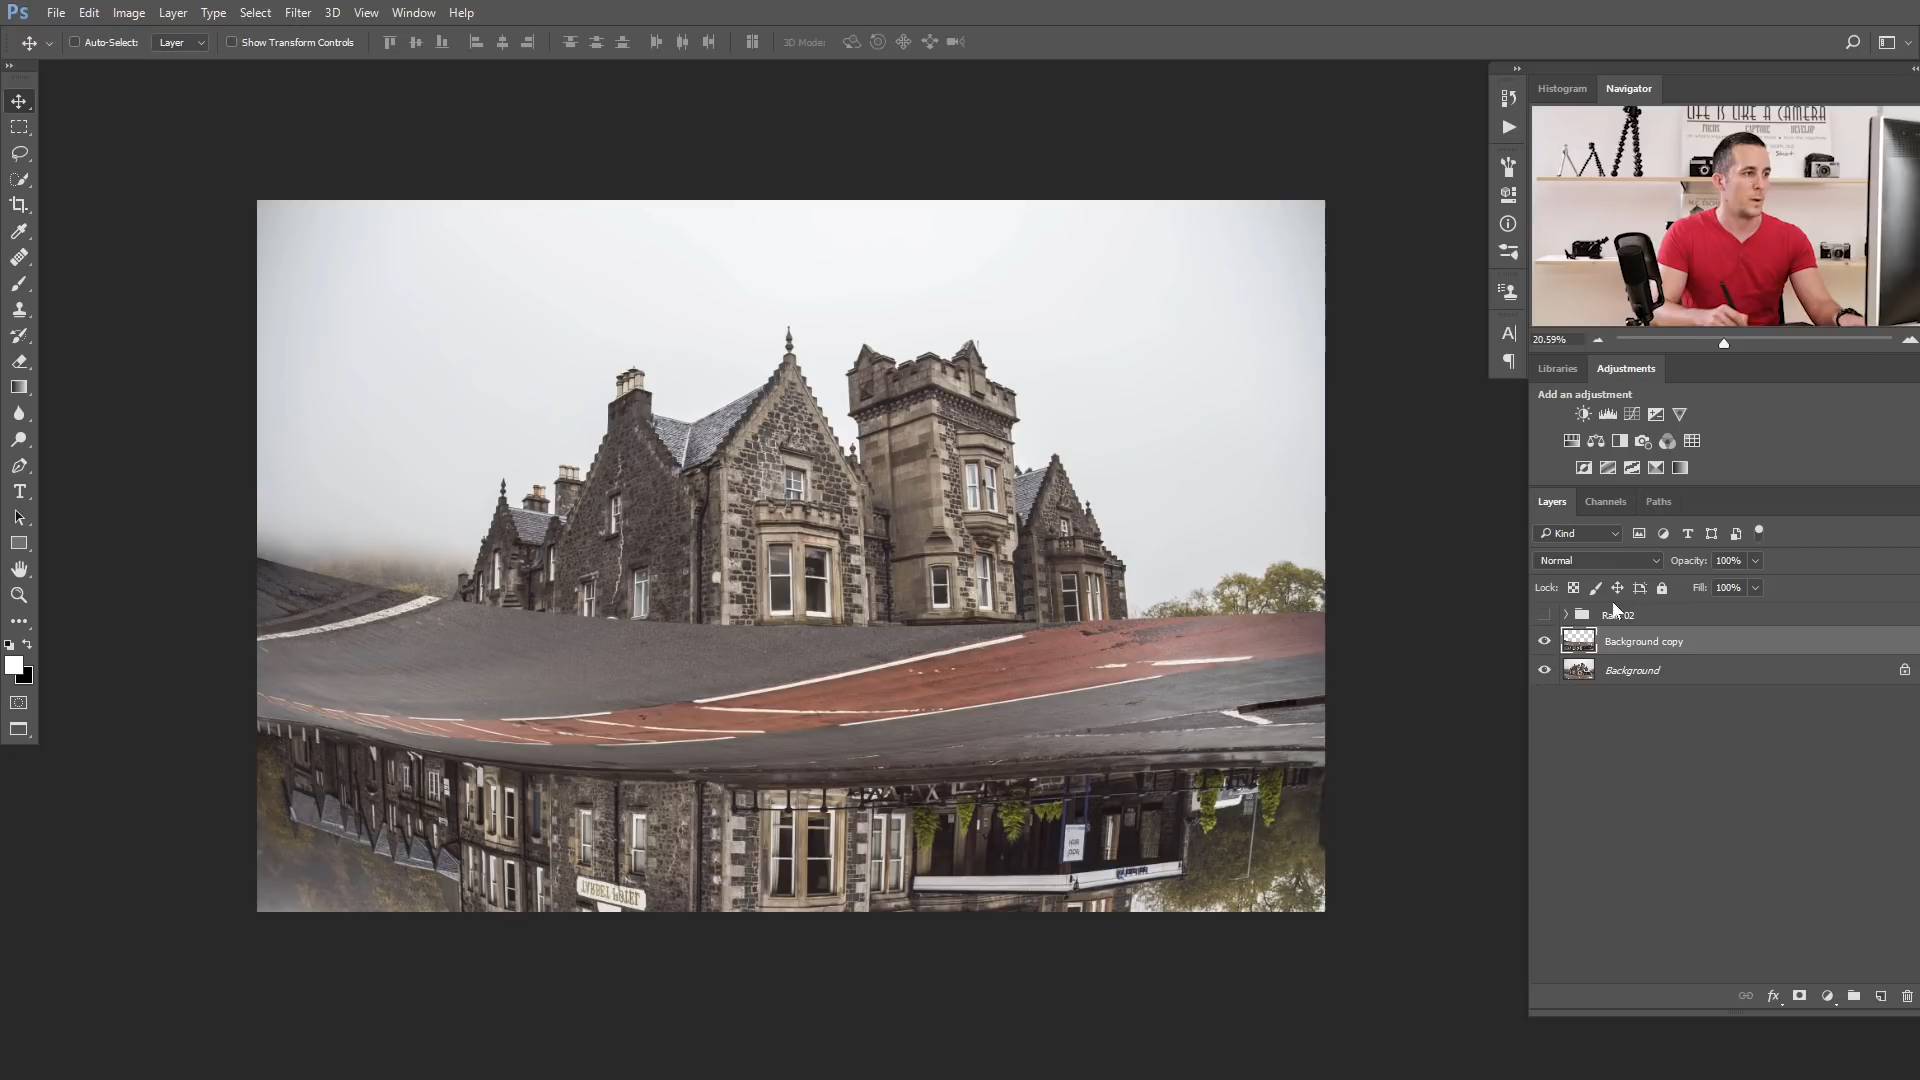 Ps File Edit Image Layer Type Select Filter 3D View Window Help
Auto-Select: Layer Show Transform Controls 3D Mode:
Histogram Navigator
LIFE IS LIKE A CAMERA
FOCUS CAPTURE DEVELOP
20.59%
Libraries Adjustments
Add an adjustment
Layers Channels Paths
Kind
Normal Opacity: 100%
Lock: Fill: 100%
02
Background copy
Background
TARBET HOTEL